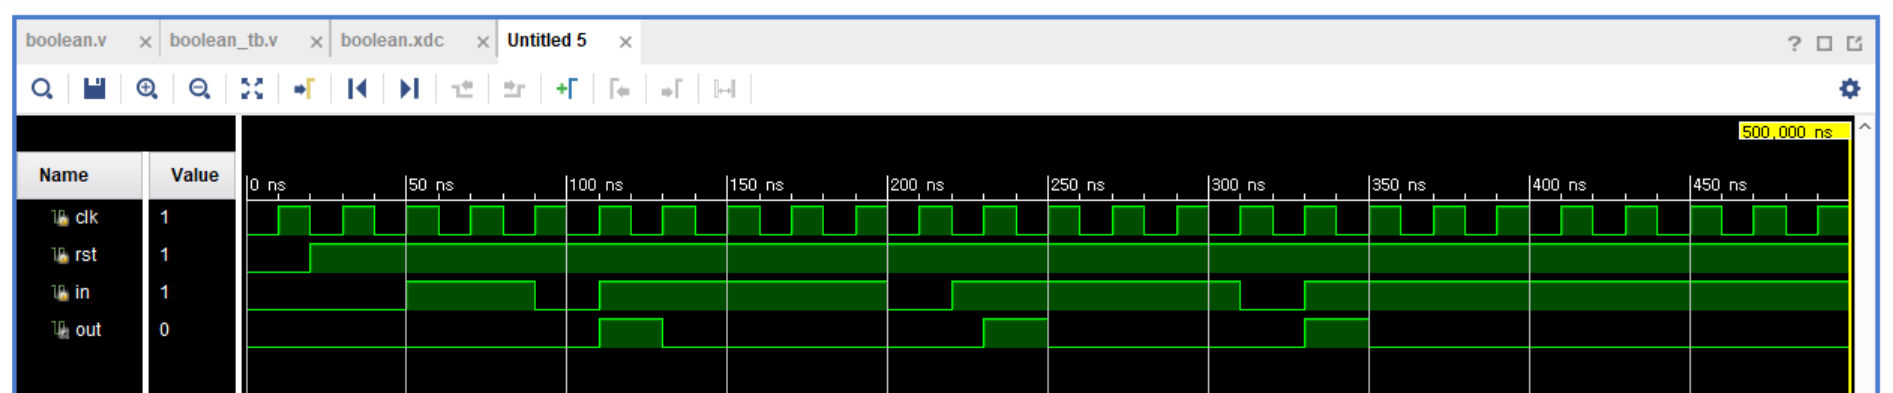 boolean.v × boolean_tb.v × boolean.xdc × Untitled 5 × ?
500,000 ns
Name Value 0 ns 50 ns 100 ns 150 ns 200 ns 250 ns 300 ns 350 ns 400 ns 450 ns
clk 1
rst 1
in 1
out 0